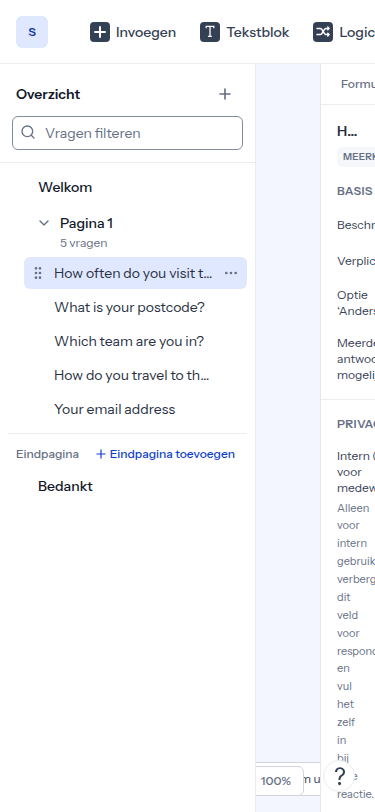 S
Invoegen
Tekstblok
Logic
Overzicht
Vragen filteren
Welkom
Pagina 1
5 vragen
How often do you visit t...
What is your postcode?
Which team are you in?
How do you travel to th...
Your email address
Eindpagina
Eindpagina toevoegen
Bedankt
Formu
H...
MEERK
BASIS
Beschr
Verplic
Optie
'Anders
Meerde
antwoo
mogelij
PRIVAC
Intern (
voor
medew
Alleen
voor
intern
gebruik
verberg
dit
veld
voor
respond
en
vul
het
zelf
in
bij
reactie.
100%
?